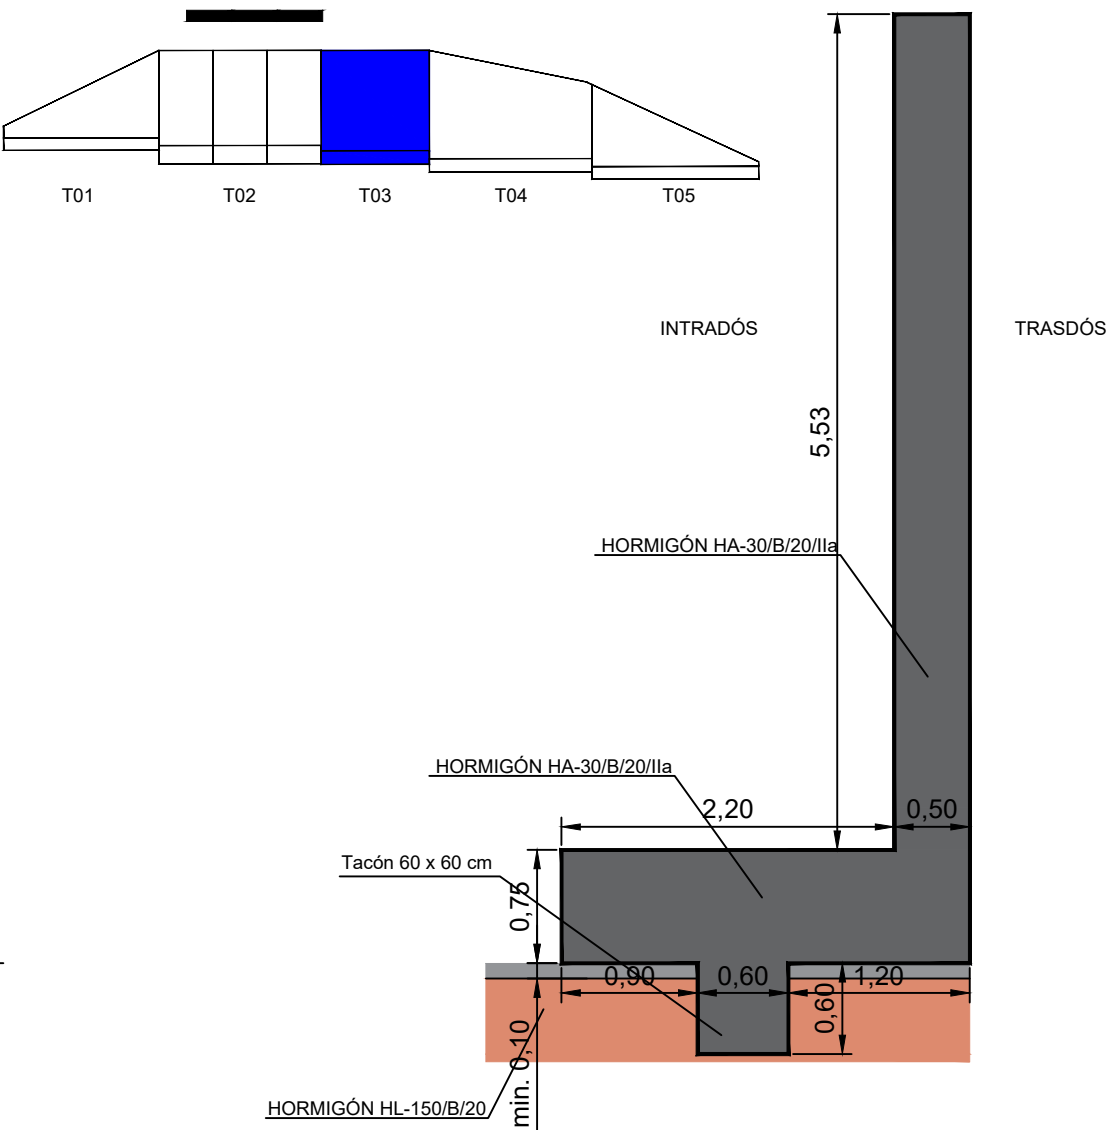 T01
T02
T03
T04
T05
INTRADÓS
TRASDÓS
5,53
HORMIGÓN HA-30/B/20/IIa
HORMIGÓN HA-30/B/20/IIa
2,20
0,50
Tacón 60 x 60 cm
0,75
0,90
0,60
1,20
0,60
min. 0,10
HORMIGÓN HL-150/B/20